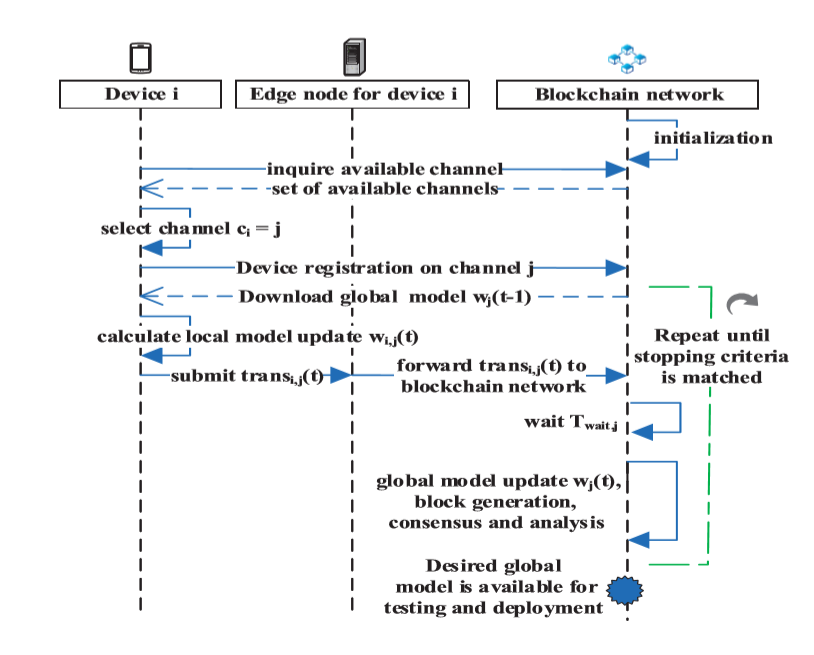 Device i
Edge node for device i
Blockchain network
initialization
inquire available channel
set of available channels
select channel cᵢ = j
Device registration on channel j
Download global model wⱼ(t-1)
calculate local model update wᵢ,ⱼ(t)
Repeat until
stopping criteria
is matched
submit transᵢ,ⱼ(t)
forward transᵢ,ⱼ(t) to
blockchain network
wait T_wait,j
global model update wⱼ(t),
block generation,
consensus and analysis
Desired global
model is available for
testing and deployment